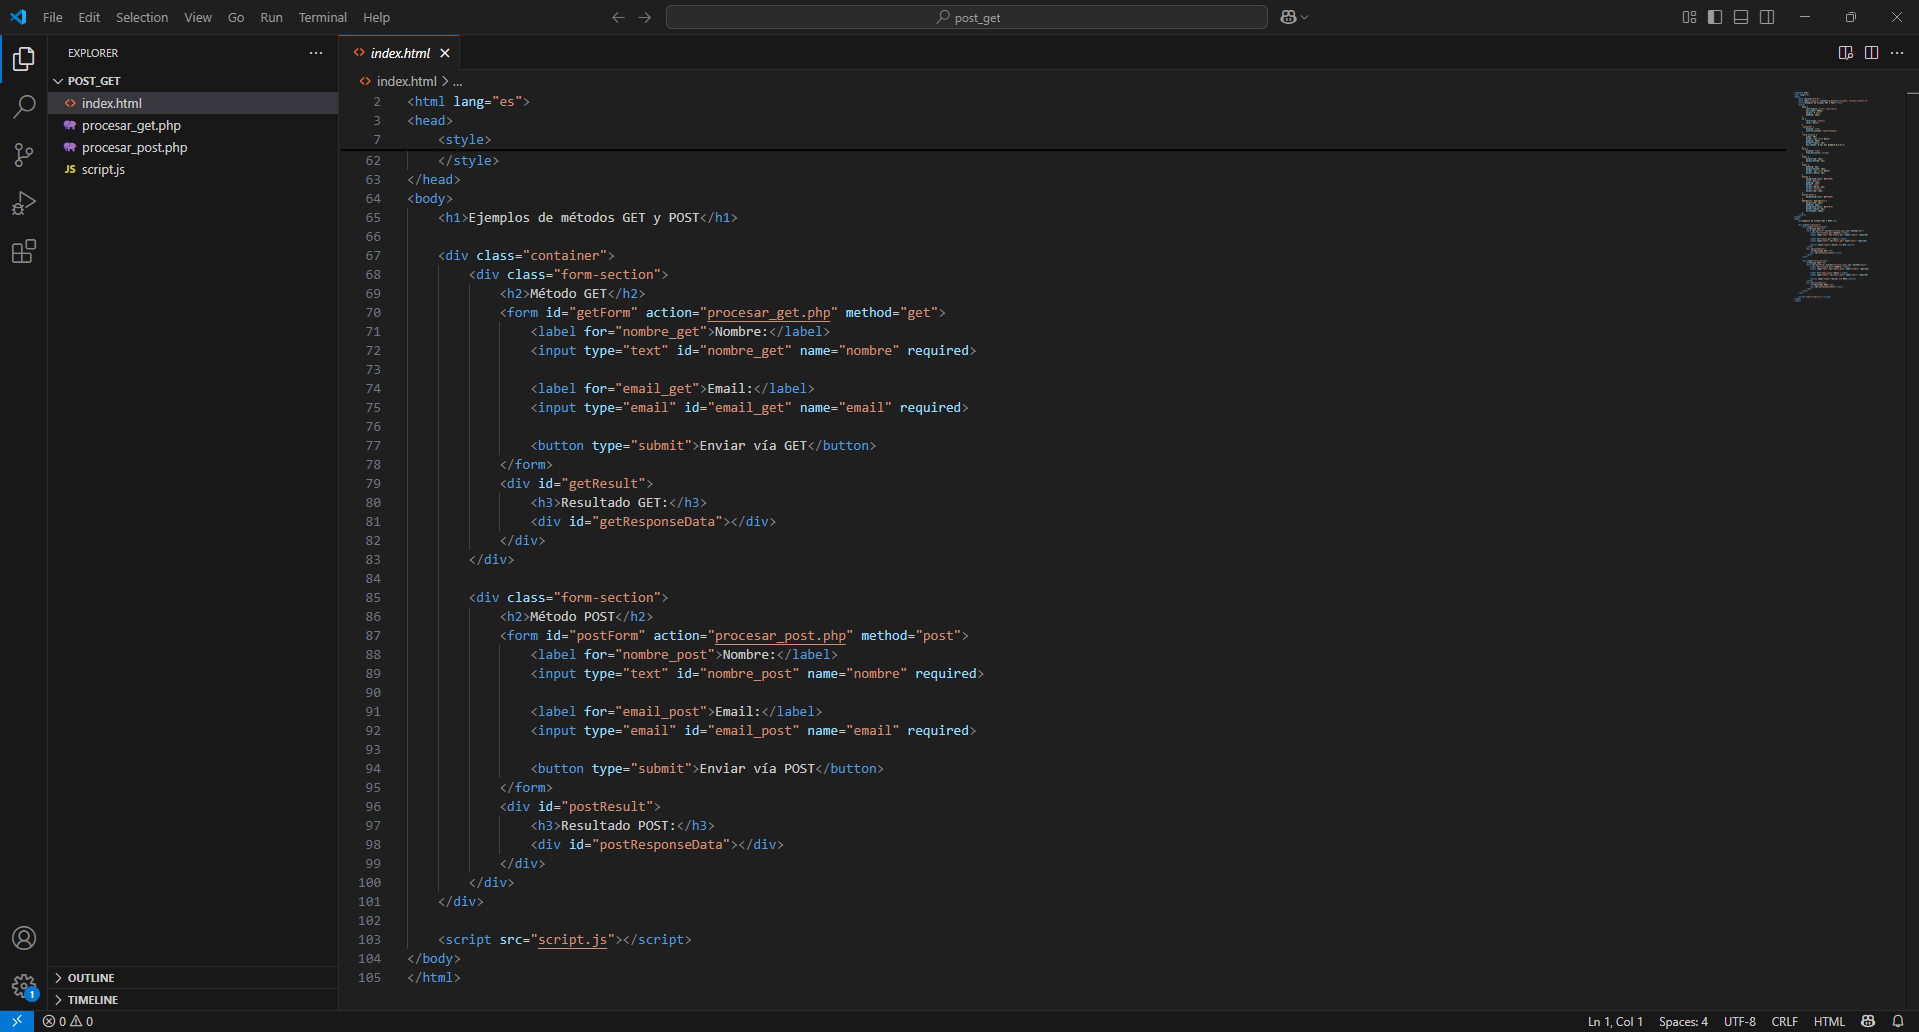 File Edit Selection View Go Run Terminal Help
post_get
EXPLORER
POST_GET
index.html
procesar_get.php
procesar_post.php
JS script.js
OUTLINE
TIMELINE
index.html
index.html > ...
2 <html lang="es">
3 <head>
7 <style>
62 </style>
63 </head>
64 <body>
65 <h1>Ejemplos de métodos GET y POST</h1>
66
67 <div class="container">
68 <div class="form-section">
69 <h2>Método GET</h2>
70 <form id="getForm" action="procesar_get.php" method="get">
71 <label for="nombre_get">Nombre:</label>
72 <input type="text" id="nombre_get" name="nombre" required>
73
74 <label for="email_get">Email:</label>
75 <input type="email" id="email_get" name="email" required>
76
77 <button type="submit">Enviar vía GET</button>
78 </form>
79 <div id="getResult">
80 <h3>Resultado GET:</h3>
81 <div id="getResponseData"></div>
82 </div>
83 </div>
84
85 <div class="form-section">
86 <h2>Método POST</h2>
87 <form id="postForm" action="procesar_post.php" method="post">
88 <label for="nombre_post">Nombre:</label>
89 <input type="text" id="nombre_post" name="nombre" required>
90
91 <label for="email_post">Email:</label>
92 <input type="email" id="email_post" name="email" required>
93
94 <button type="submit">Enviar vía POST</button>
95 </form>
96 <div id="postResult">
97 <h3>Resultado POST:</h3>
98 <div id="postResponseData"></div>
99 </div>
100 </div>
101 </div>
102
103 <script src="script.js"></script>
104 </body>
105 </html>
1
0 0
Ln 1, Col 1 Spaces: 4 UTF-8 CRLF HTML